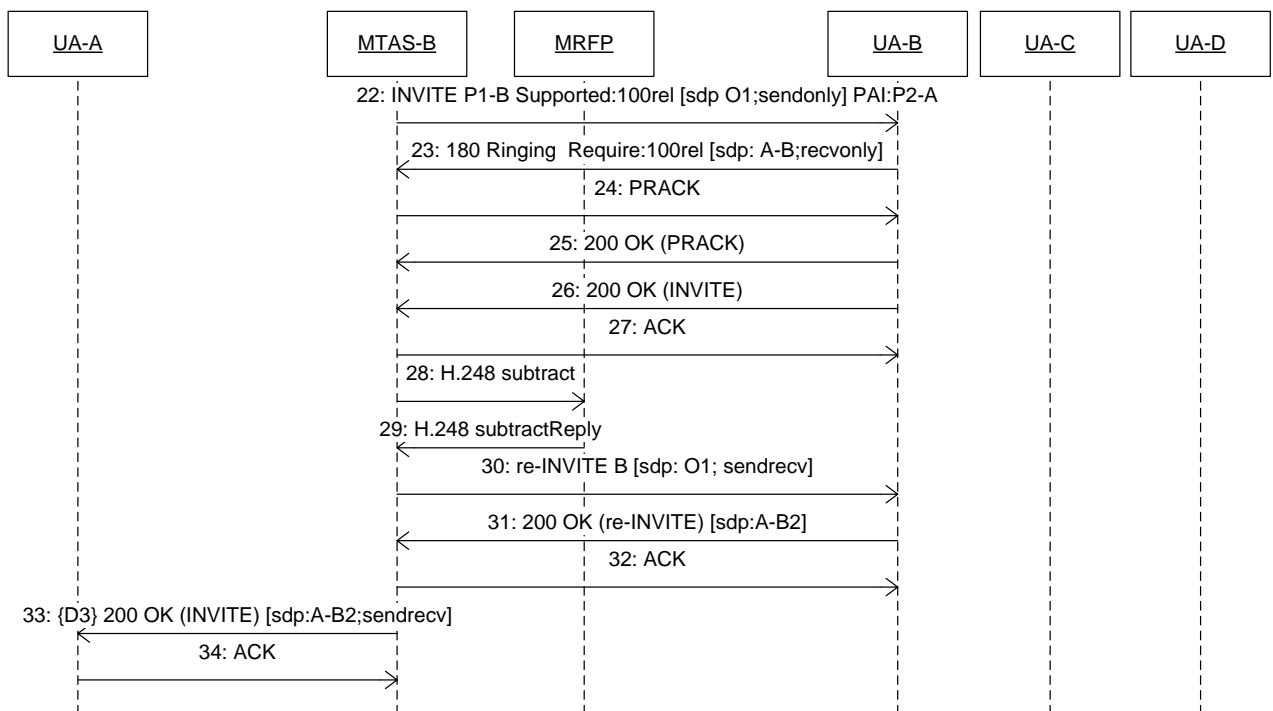 UA-A
MTAS-B
MRFP
UA-B
UA-C
UA-D
22: INVITE P1-B Supported:100rel [sdp O1;sendonly] PAI:P2-A
23: 180 Ringing  Require:100rel [sdp: A-B;recvonly]
24: PRACK
25: 200 OK (PRACK)
26: 200 OK (INVITE)
27: ACK
28: H.248 subtract
29: H.248 subtractReply
30: re-INVITE B [sdp: O1; sendrecv]
31: 200 OK (re-INVITE) [sdp:A-B2]
32: ACK
33: {D3} 200 OK (INVITE) [sdp:A-B2;sendrecv]
34: ACK